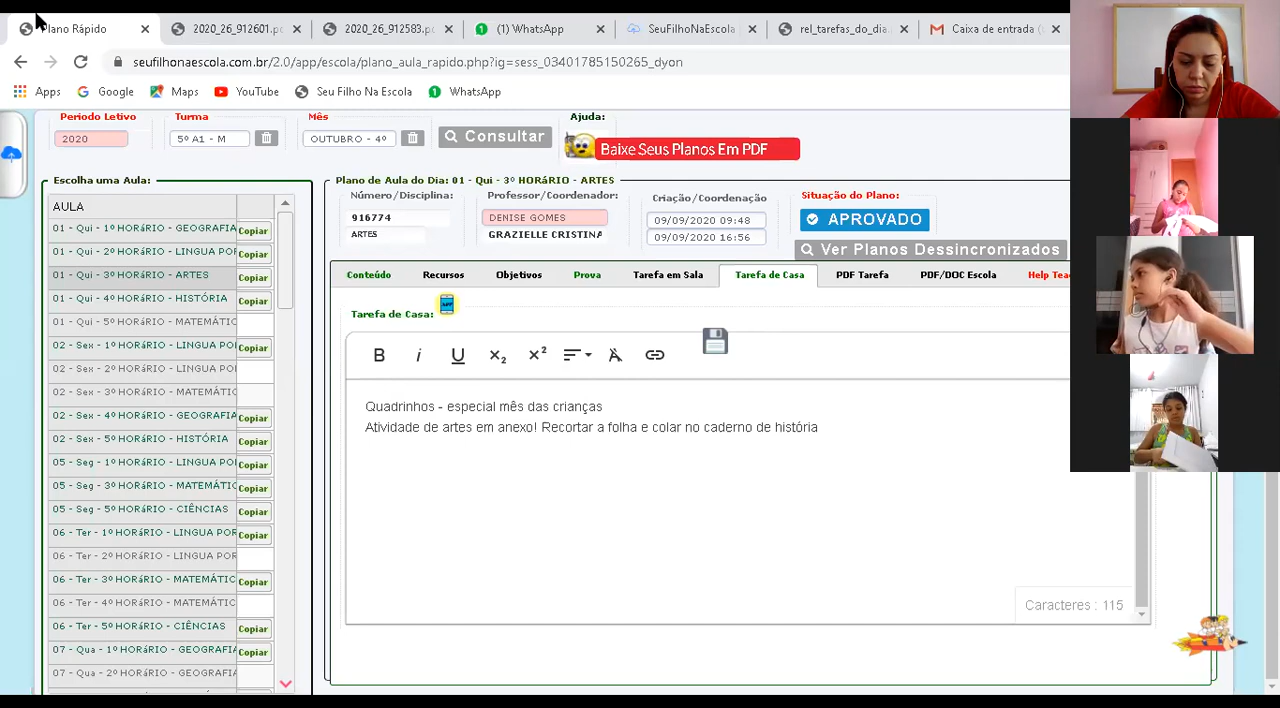 Plano Rápido
2020_26_912601.p
2020_26_912583.p
(1) WhatsApp
SeuFilhoNaEscola
rel_tarefas_do_dia.
Caixa de entrada (
seufilhonaescola.com.br/2.0/app/escola/plano_aula_rapido.php?ig=sess_03401785150265_dyon
Apps
Google
Maps
YouTube
Seu Filho Na Escola
WhatsApp
Periodo Letivo
Turma
Mês
Ajuda:
2020
5º A1 - M
OUTUBRO - 4º
Consultar
Baixe Seus Planos Em PDF
Escolha uma Aula:
AULA
01 - Qui - 1º HORáRIO - GEOGRAFIA Copiar
01 - Qui - 2º HORáRIO - LINGUA POI Copiar
01 - Qui - 3º HORáRIO - ARTES Copiar
01 - Qui - 4º HORáRIO - HISTÓRIA Copiar
01 - Qui - 5º HORáRIO - MATEMÁTIC
02 - Sex - 1º HORáRIO - LINGUA POI Copiar
02 - Sex - 2º HORáRIO - LINGUA POI
02 - Sex - 3º HORáRIO - MATEMÁTIC
02 - Sex - 4º HORáRIO - GEOGRAFIA Copiar
02 - Sex - 5º HORáRIO - HISTÓRIA Copiar
05 - Seg - 1º HORáRIO - LINGUA POI Copiar
05 - Seg - 3º HORáRIO - MATEMÁTIC Copiar
05 - Seg - 5º HORáRIO - CIÊNCIAS Copiar
06 - Ter - 1º HORáRIO - LINGUA POR Copiar
06 - Ter - 2º HORáRIO - LINGUA POR
06 - Ter - 3º HORáRIO - MATEMÁTIC Copiar
06 - Ter - 4º HORáRIO - MATEMÁTIC
06 - Ter - 5º HORáRIO - CIÊNCIAS Copiar
07 - Qua - 1º HORáRIO - GEOGRAFIA Copiar
07 - Qua - 2º HORáRIO - GEOGRAFIA
Plano de Aula do Dia: 01 - Qui - 3º HORáRIO - ARTES
Número/Disciplina:
Professor/Coordenador:
Criação/Coordenação
Situação do Plano:
916774
DENISE GOMES
09/09/2020 09:48
APROVADO
ARTES
GRAZIELLE CRISTINA
09/09/2020 16:56
Ver Planos Dessincronizados
Conteúdo
Recursos
Objetivos
Prova
Tarefa em Sala
Tarefa de Casa
PDF Tarefa
PDF/DOC Escola
Help Tea
Tarefa de Casa:
B i U x₂ x²
Quadrinhos - especial mês das crianças
Atividade de artes em anexo! Recortar a folha e colar no caderno de história
Caracteres : 115